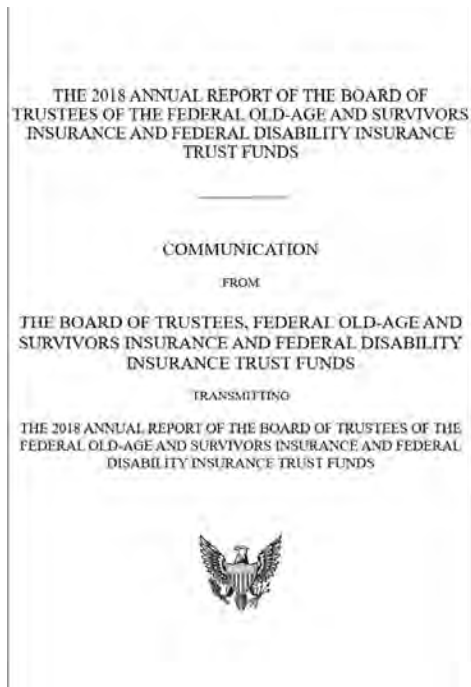 THE 2018 ANNUAL REPORT OF THE BOARD OF
TRUSTEES OF THE FEDERAL OLD-AGE AND SURVIVORS
INSURANCE AND FEDERAL DISABILITY INSURANCE
TRUST FUNDS
COMMUNICATION
FROM
THE BOARD OF TRUSTEES, FEDERAL OLD-AGE AND
SURVIVORS INSURANCE AND FEDERAL DISABILITY
INSURANCE TRUST FUNDS
TRANSMITTING
THE 2018 ANNUAL REPORT OF THE BOARD OF TRUSTEES OF THE
FEDERAL OLD-AGE AND SURVIVORS INSURANCE AND FEDERAL
DISABILITY INSURANCE TRUST FUNDS